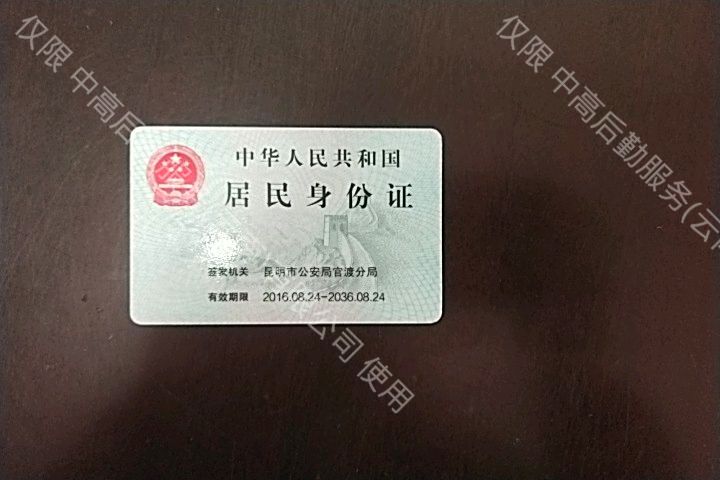 仅限 中高后
仅限 中高后勤服务(云
中华人民共和国
居民身份证
签发机关 昆明市公安局官渡分局
有效期限 2016.08.24-2036.08.24
限公司 使用